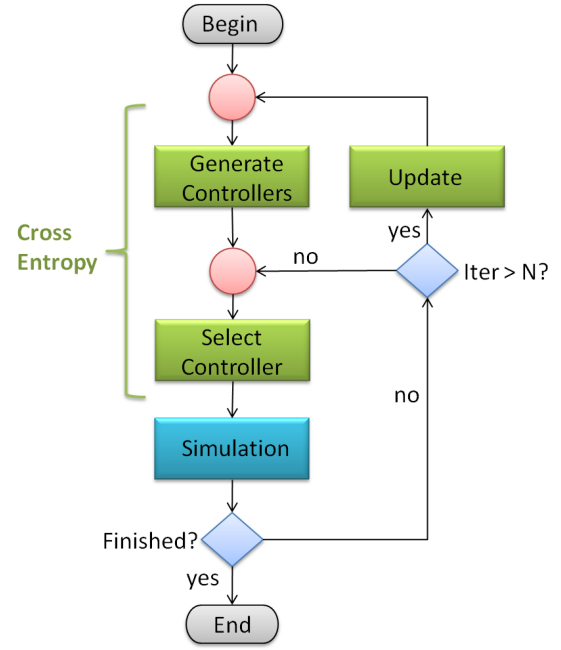 Begin
Generate
Controllers
Update
yes
Cross
Entropy
no
Iter > N?
Select
Controller
no
Simulation
Finished?
yes
End